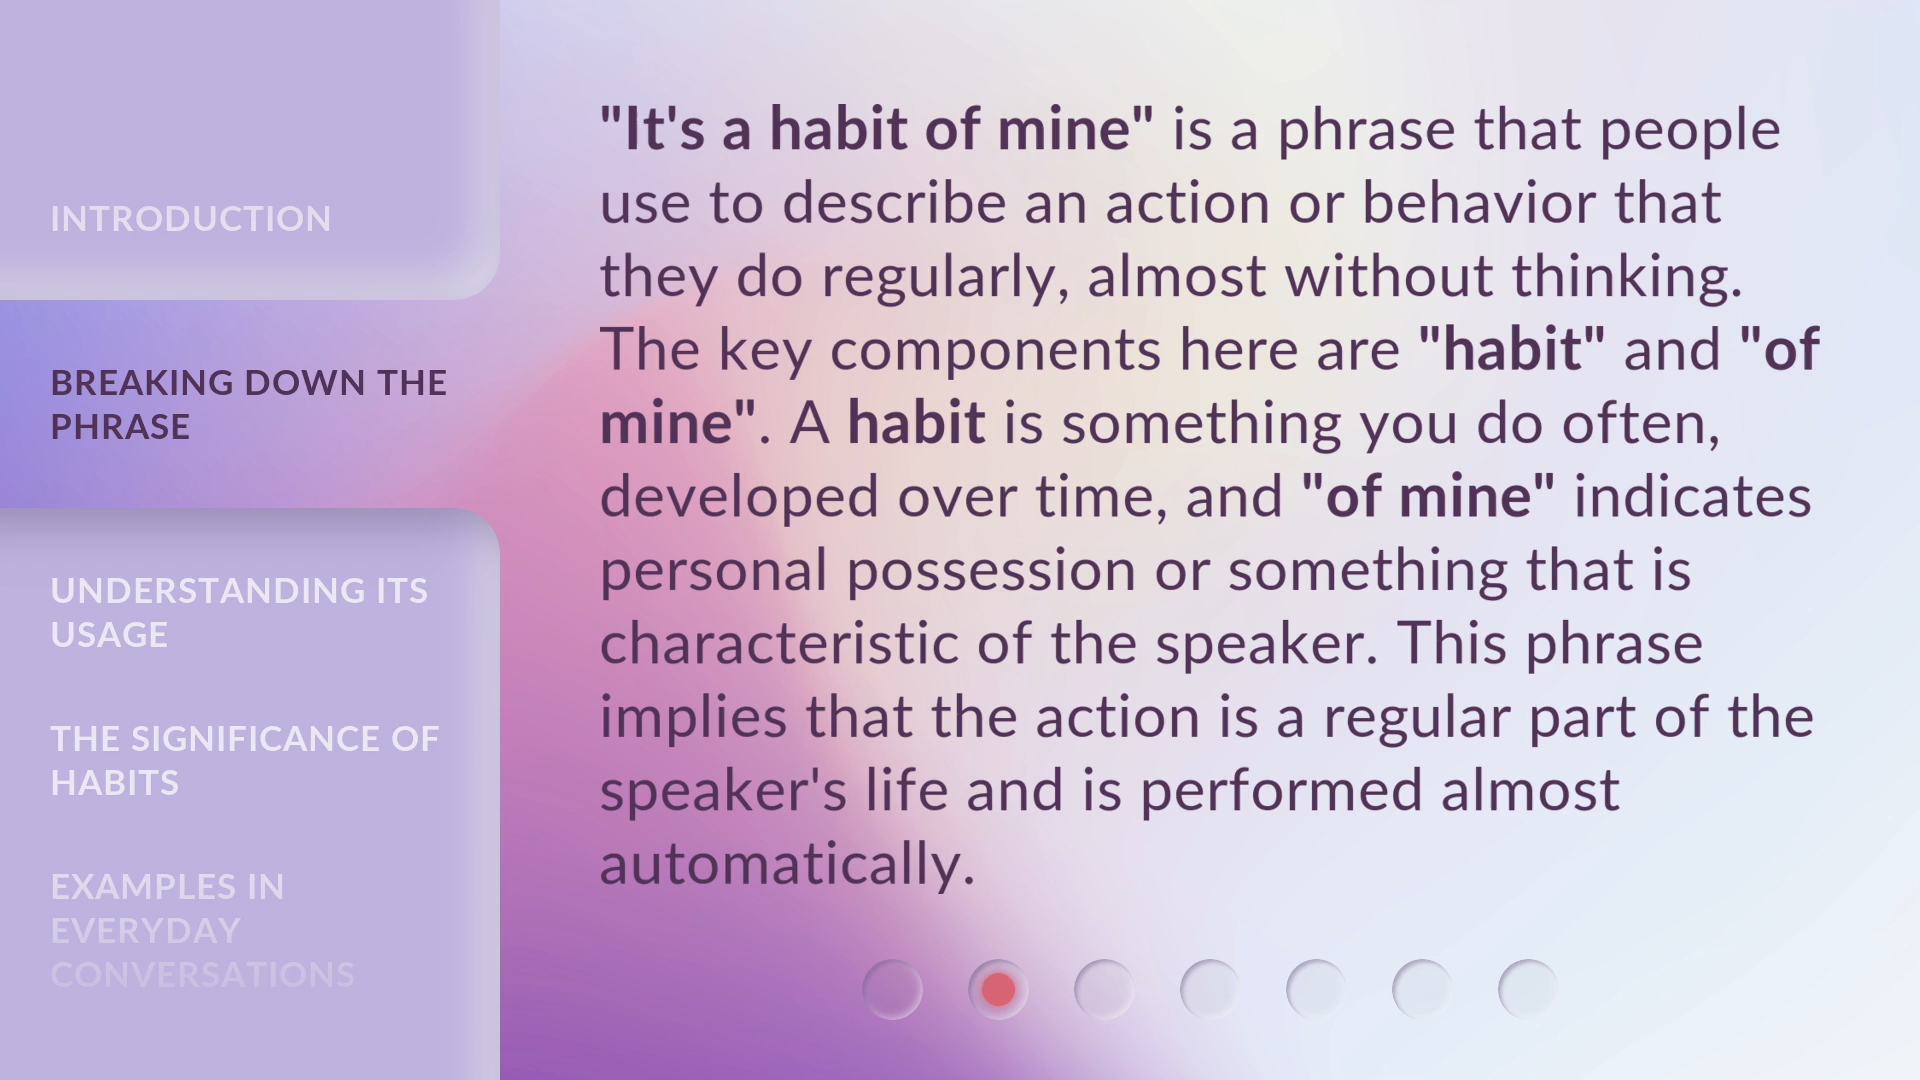 INTRODUCTION
BREAKING DOWN THE
PHRASE
UNDERSTANDING ITS
USAGE
THE SIGNIFICANCE OF
HABITS
EXAMPLES IN
EVERYDAY
CONVERSATIONS
"It's a habit of mine" is a phrase that people
use to describe an action or behavior that
they do regularly, almost without thinking.
The key components here are "habit" and "of
mine". A habit is something you do often,
developed over time, and "of mine" indicates
personal possession or something that is
characteristic of the speaker. This phrase
implies that the action is a regular part of the
speaker's life and is performed almost
automatically.